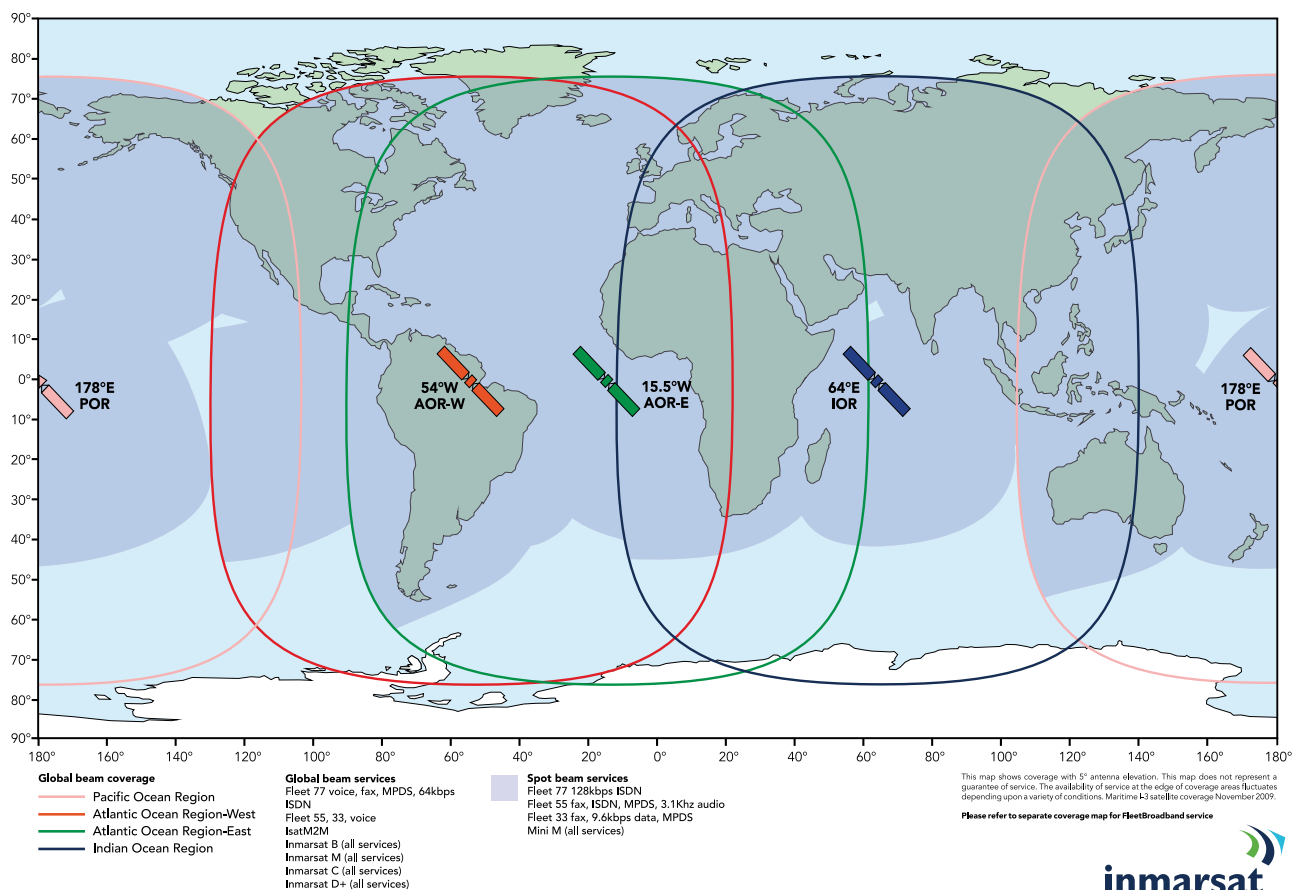 90°
80°
70°
60°
50°
40°
30°
20°
10°
0°
10°
20°
30°
40°
50°
60°
70°
80°
90°
178°E
POR
54°W
AOR-W
15.5°W
AOR-E
64°E
IOR
178°E
POR
180° 140° 120° 100° 80° 60° 40° 20° 0° 20° 40° 60° 80° 100° 120° 140° 160° 180°
Global beam coverage
Pacific Ocean Region
Atlantic Ocean Region-West
Atlantic Ocean Region-East
Indian Ocean Region
Global beam services
Fleet 77 voice, fax, MPDS, 64kbps
ISDN
Fleet 55, 33, voice
IsatM2M
Inmarsat B (all services)
Inmarsat M (all services)
Inmarsat C (all services)
Inmarsat D+ (all services)
Spot beam services
Fleet 77 128kbps ISDN
Fleet 55 fax, ISDN, MPDS, 3.1Khz audio
Fleet 33 fax, 9.6kbps data, MPDS
Mini M (all services)
This map shows coverage with 5° antenna elevation. This map does not represent a
guarantee of service. The availability of service at the edge of coverage areas fluctuates
depending upon a variety of conditions. Maritime I-3 satellite coverage November 2009.
Please refer to separate coverage map for FleetBroadband service
inmarsat